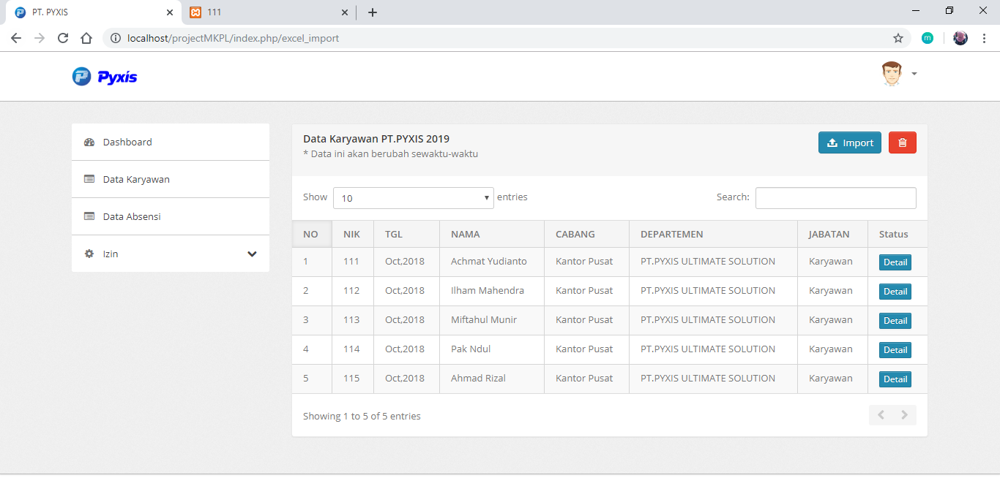 PT. PYXIS
111
localhost/projectMKPL/index.php/excel_import
m
Pyxis
Dashboard
Data Karyawan
Data Absensi
Izin
Data Karyawan PT.PYXIS 2019
* Data ini akan berubah sewaktu-waktu
Import
Show 10 entries Search:
NO NIK TGL NAMA CABANG DEPARTEMEN JABATAN Status
1 111 Oct,2018 Achmat Yudianto Kantor Pusat PT.PYXIS ULTIMATE SOLUTION Karyawan Detail
2 112 Oct,2018 Ilham Mahendra Kantor Pusat PT.PYXIS ULTIMATE SOLUTION Karyawan Detail
3 113 Oct,2018 Miftahul Munir Kantor Pusat PT.PYXIS ULTIMATE SOLUTION Karyawan Detail
4 114 Oct,2018 Pak Ndul Kantor Pusat PT.PYXIS ULTIMATE SOLUTION Karyawan Detail
5 115 Oct,2018 Ahmad Rizal Kantor Pusat PT.PYXIS ULTIMATE SOLUTION Karyawan Detail
Showing 1 to 5 of 5 entries